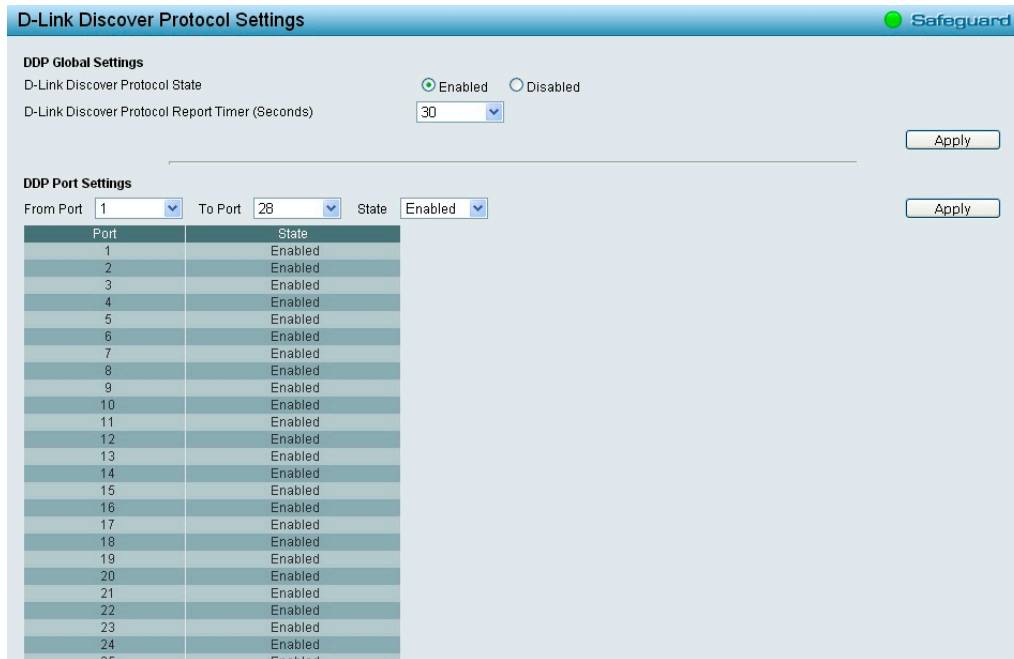 D-Link Discover Protocol Settings
Safeguard
DDP Global Settings
D-Link Discover Protocol State Enabled Disabled
D-Link Discover Protocol Report Timer (Seconds) 30
Apply
DDP Port Settings
From Port 1 To Port 28 State Enabled Apply
Port State
1 Enabled
2 Enabled
3 Enabled
4 Enabled
5 Enabled
6 Enabled
7 Enabled
8 Enabled
9 Enabled
10 Enabled
11 Enabled
12 Enabled
13 Enabled
14 Enabled
15 Enabled
16 Enabled
17 Enabled
18 Enabled
19 Enabled
20 Enabled
21 Enabled
22 Enabled
23 Enabled
24 Enabled